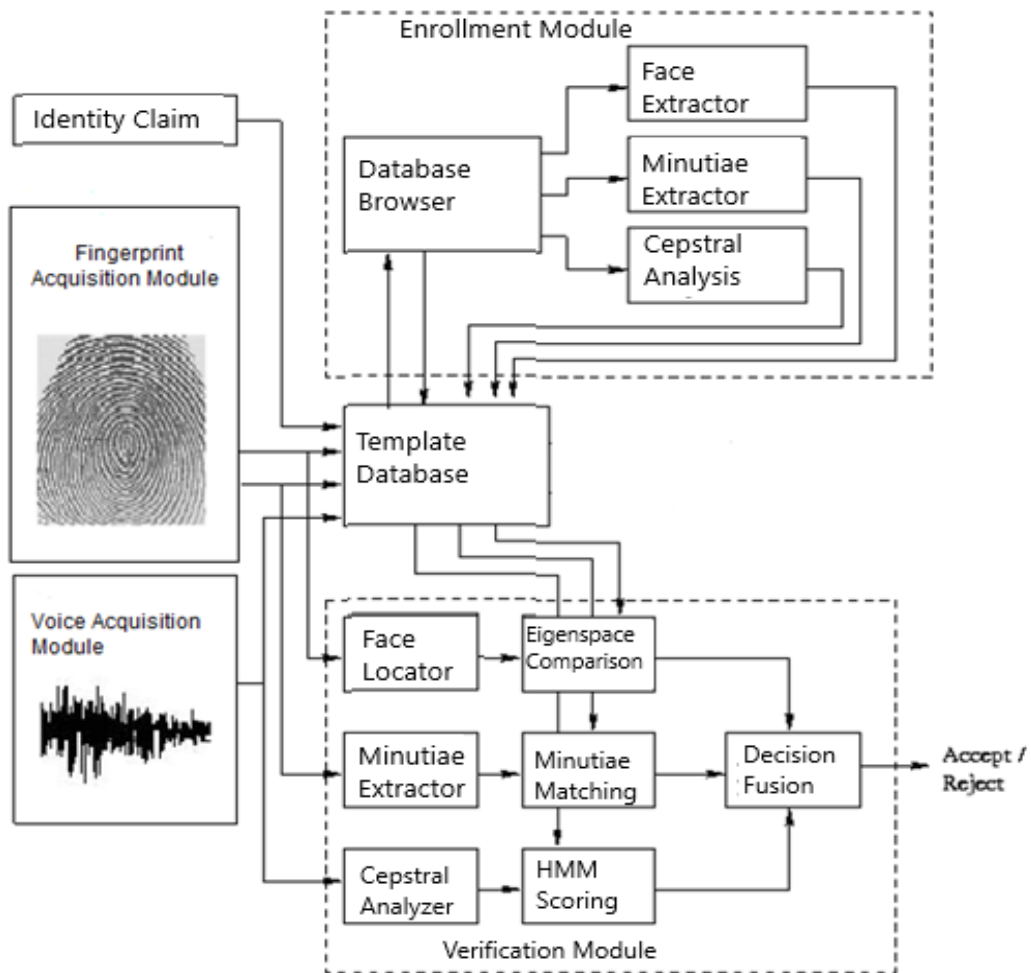 Enrollment Module
Face
Extractor
Identity Claim
Database
Browser
Minutiae
Extractor
Cepstral
Analysis
Fingerprint
Acquisition Module
Template
Database
Voice Acquisition
Module
Face
Locator
Eigenspace
Comparison
Minutiae
Extractor
Minutiae
Matching
Decision
Fusion
Accept /
Reject
Cepstral
Analyzer
HMM
Scoring
Verification Module